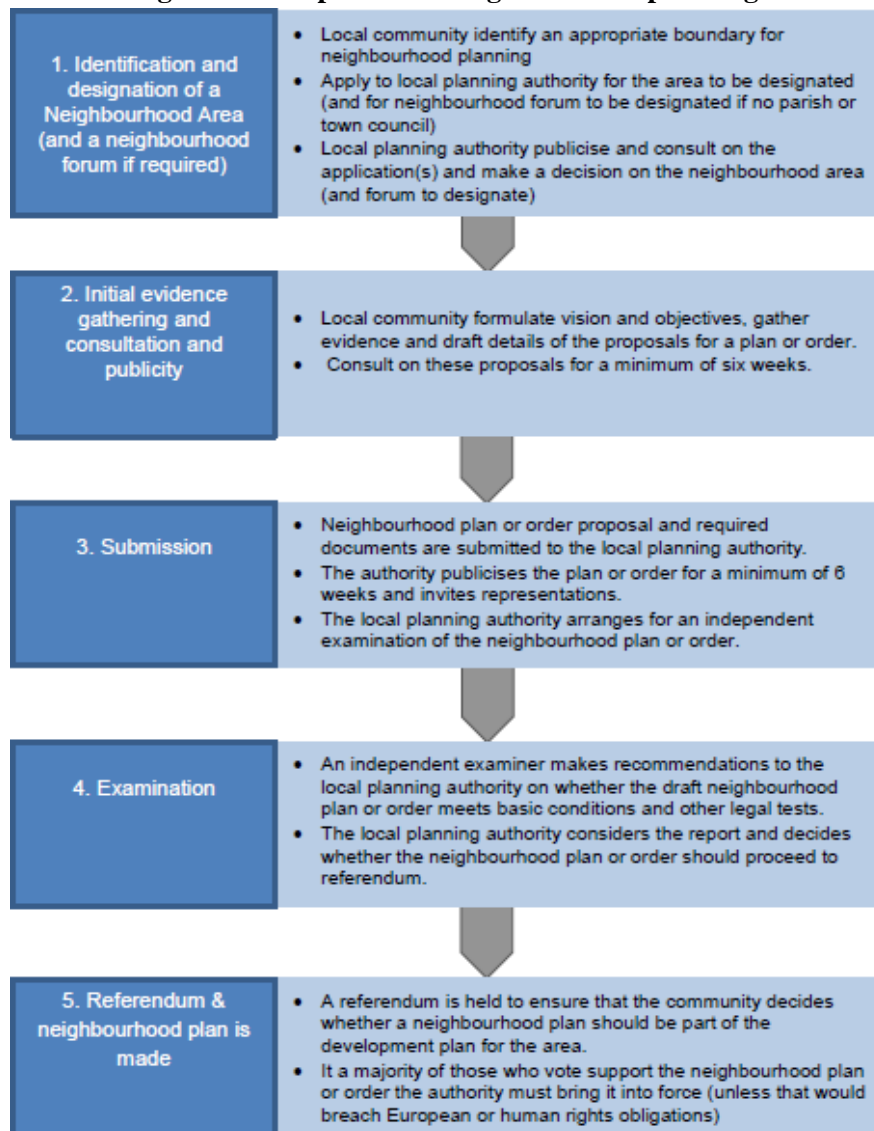 1. Identification and
designation of a
Neighbourhood Area
(and a neighbourhood
forum if required)
• Local community identify an appropriate boundary for
neighbourhood planning
• Apply to local planning authority for the area to be designated
(and for neighbourhood forum to be designated if no parish or
town council)
• Local planning authority publicise and consult on the
application(s) and make a decision on the neighbourhood area
(and forum to designate)
2. Initial evidence
gathering and
consultation and
publicity
• Local community formulate vision and objectives, gather
evidence and draft details of the proposals for a plan or order.
• Consult on these proposals for a minimum of six weeks.
3. Submission
• Neighbourhood plan or order proposal and required
documents are submitted to the local planning authority.
• The authority publicises the plan or order for a minimum of 6
weeks and invites representations.
• The local planning authority arranges for an independent
examination of the neighbourhood plan or order.
4. Examination
• An independent examiner makes recommendations to the
local planning authority on whether the draft neighbourhood
plan or order meets basic conditions and other legal tests.
• The local planning authority considers the report and decides
whether the neighbourhood plan or order should proceed to
referendum.
5. Referendum &
neighbourhood plan is
made
• A referendum is held to ensure that the community decides
whether a neighbourhood plan should be part of the
development plan for the area.
• It a majority of those who vote support the neighbourhood plan
or order the authority must bring it into force (unless that would
breach European or human rights obligations)